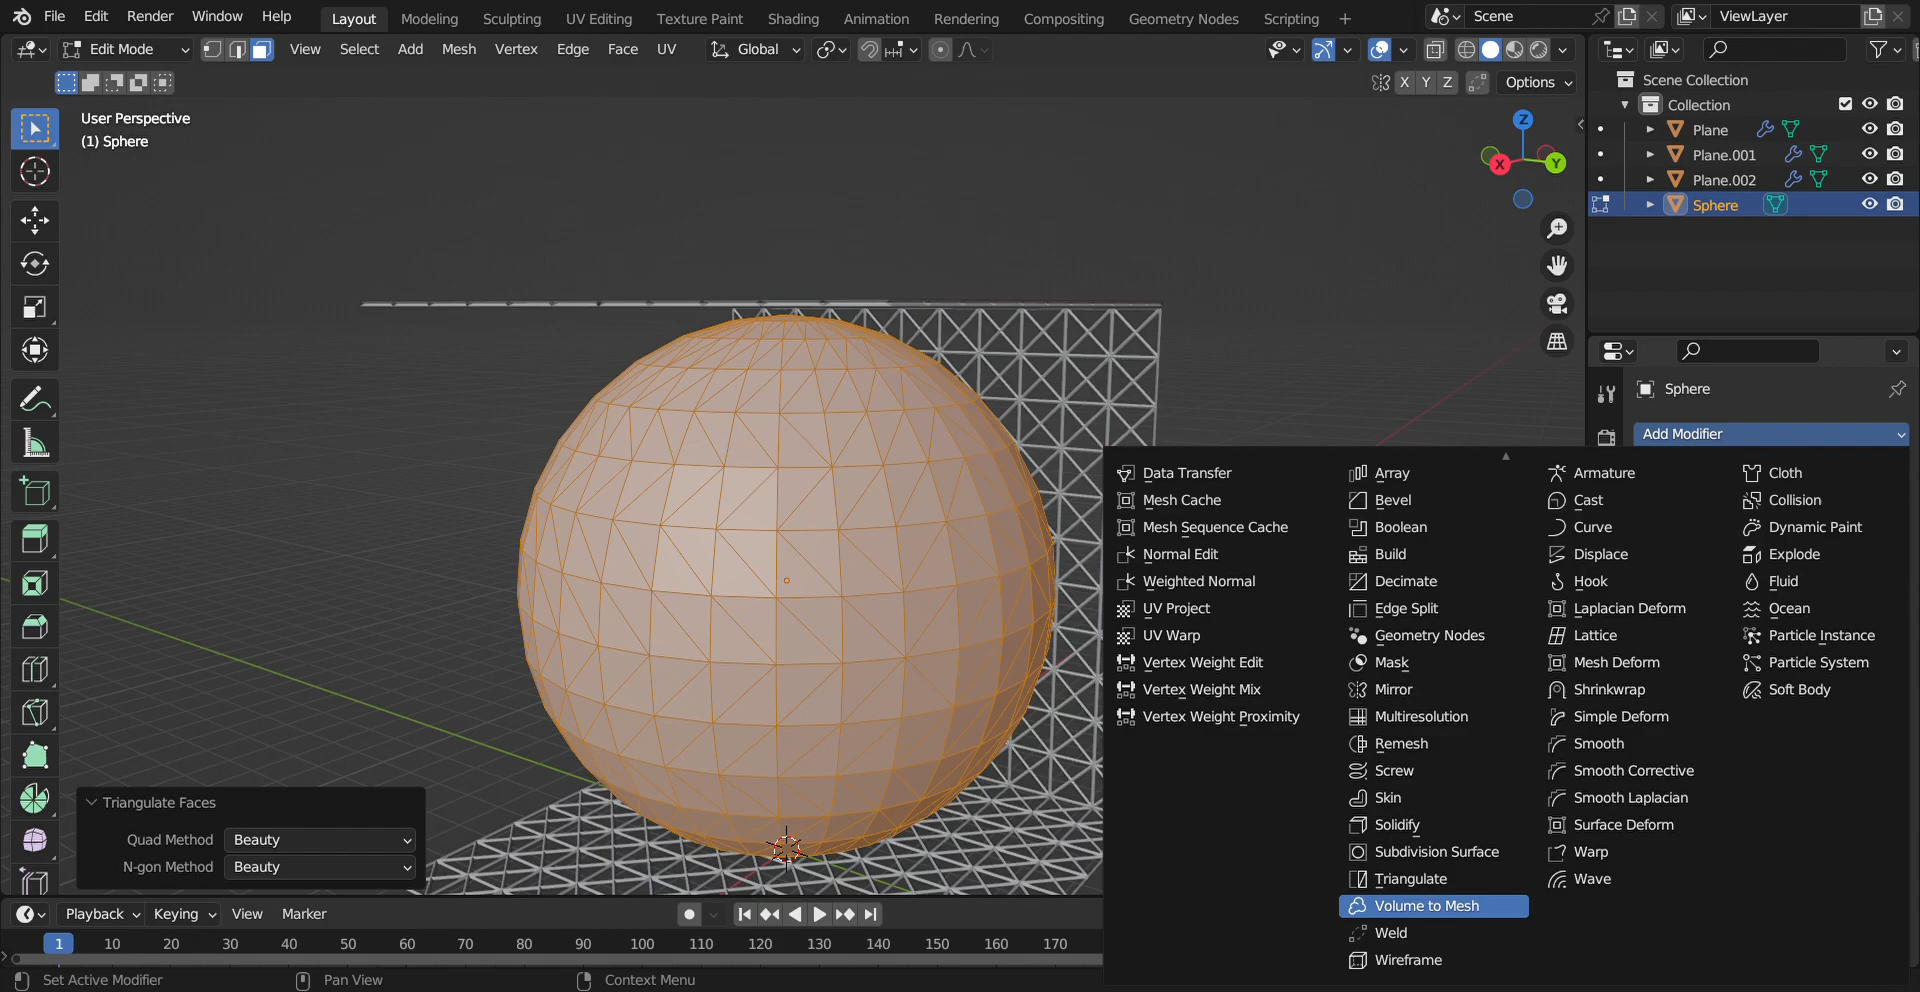 File Edit Render Window Help Layout Modeling Sculpting UV Editing Texture Paint Shading Animation Rendering Compositing Geometry Nodes Scripting + Scene ViewLayer
Edit Mode View Select Add Mesh Vertex Edge Face UV Global
X Y Z Options
User Perspective
(1) Sphere
Z
X
Y
Scene Collection
Collection
Plane
Plane.001
Plane.002
Sphere
Sphere
Add Modifier
Data Transfer
Mesh Cache
Mesh Sequence Cache
Normal Edit
Weighted Normal
UV Project
UV Warp
Vertex Weight Edit
Vertex Weight Mix
Vertex Weight Proximity
Array
Bevel
Boolean
Build
Decimate
Edge Split
Geometry Nodes
Mask
Mirror
Multiresolution
Remesh
Screw
Skin
Solidify
Subdivision Surface
Triangulate
Volume to Mesh
Weld
Wireframe
Armature
Cast
Curve
Displace
Hook
Laplacian Deform
Lattice
Mesh Deform
Shrinkwrap
Simple Deform
Smooth
Smooth Corrective
Smooth Laplacian
Surface Deform
Warp
Wave
Cloth
Collision
Dynamic Paint
Explode
Fluid
Ocean
Particle Instance
Particle System
Soft Body
Triangulate Faces
Quad Method Beauty
N-gon Method Beauty
Playback Keying View Marker
1 10 20 30 40 50 60 70 80 90 100 110 120 130 140 150 160 170
Set Active Modifier Pan View Context Menu